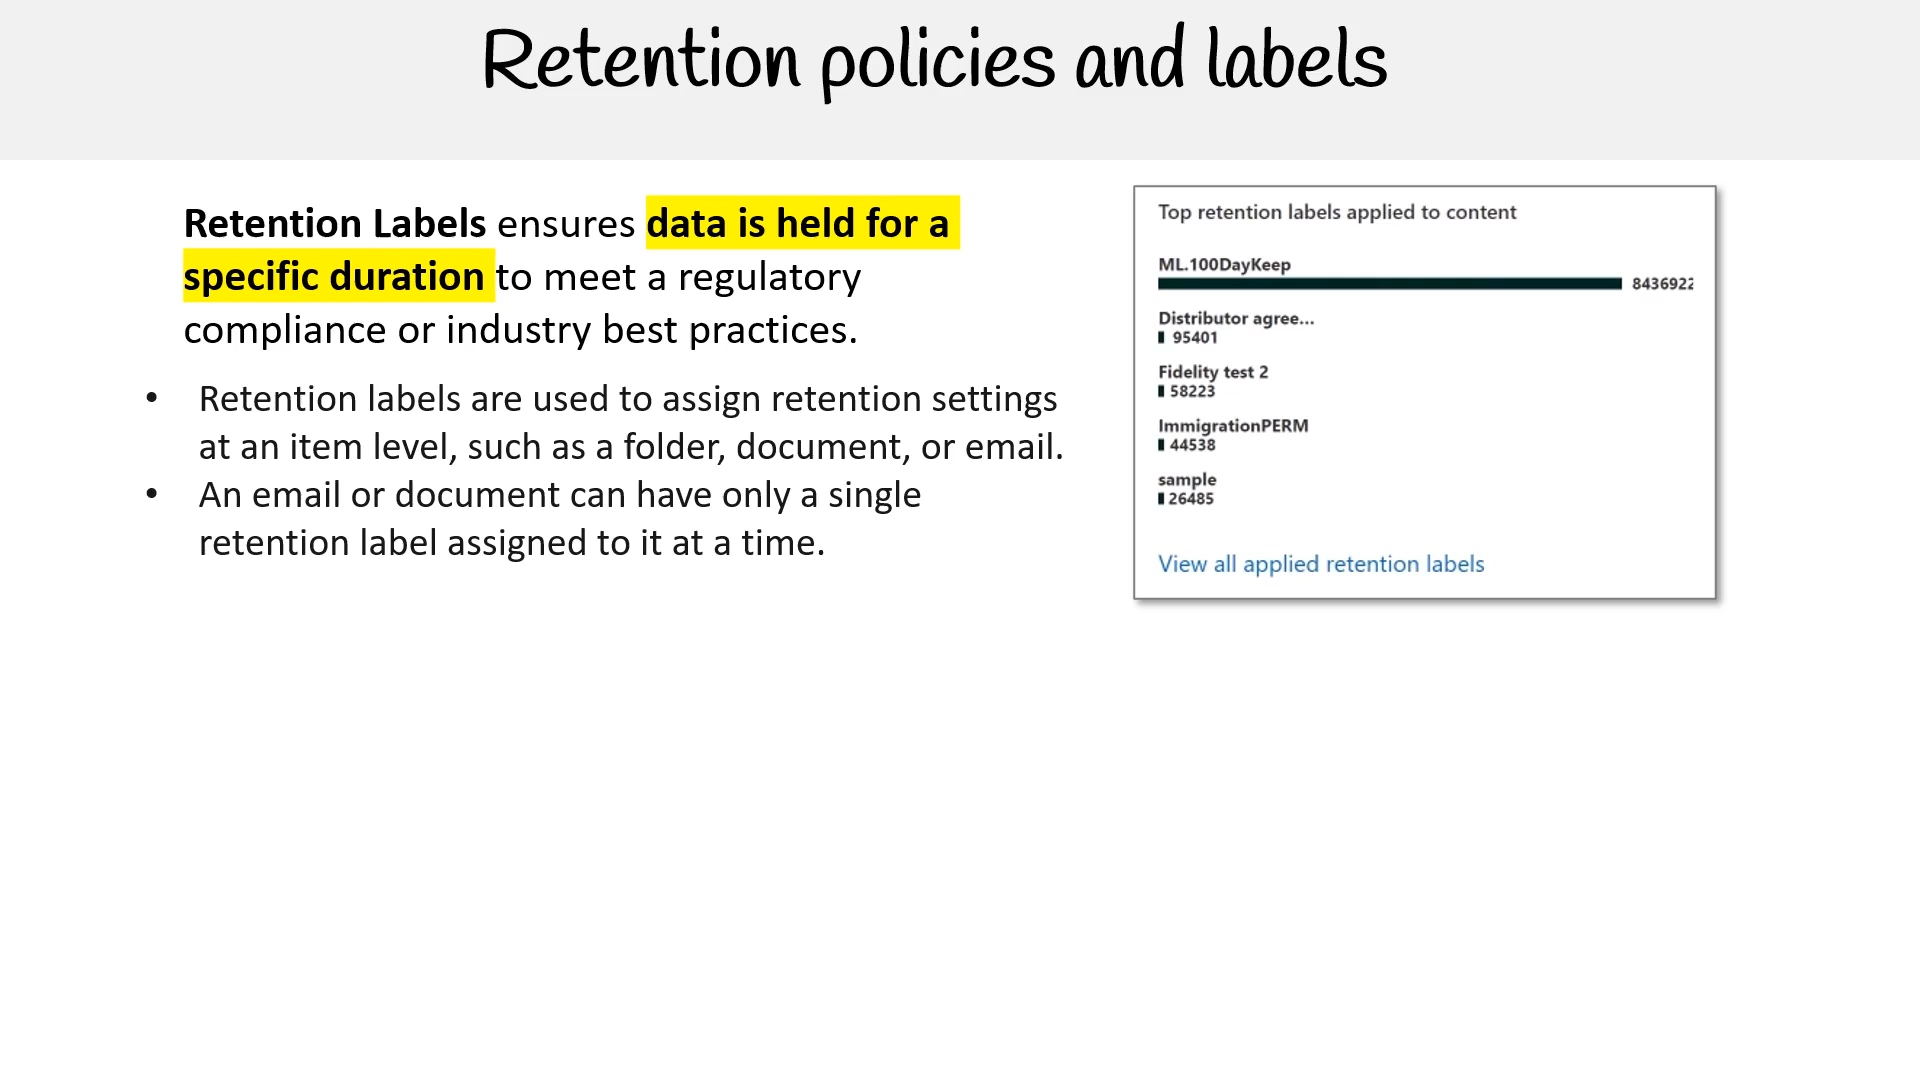 Retention policies and labels
Retention Labels ensures data is held for a
specific duration to meet a regulatory
compliance or industry best practices.
• Retention labels are used to assign retention settings
at an item level, such as a folder, document, or email.
• An email or document can have only a single
retention label assigned to it at a time.
Top retention labels applied to content
ML.100DayKeep
8436922
Distributor agree...
95401
Fidelity test 2
58223
ImmigrationPERM
44538
sample
26485
View all applied retention labels